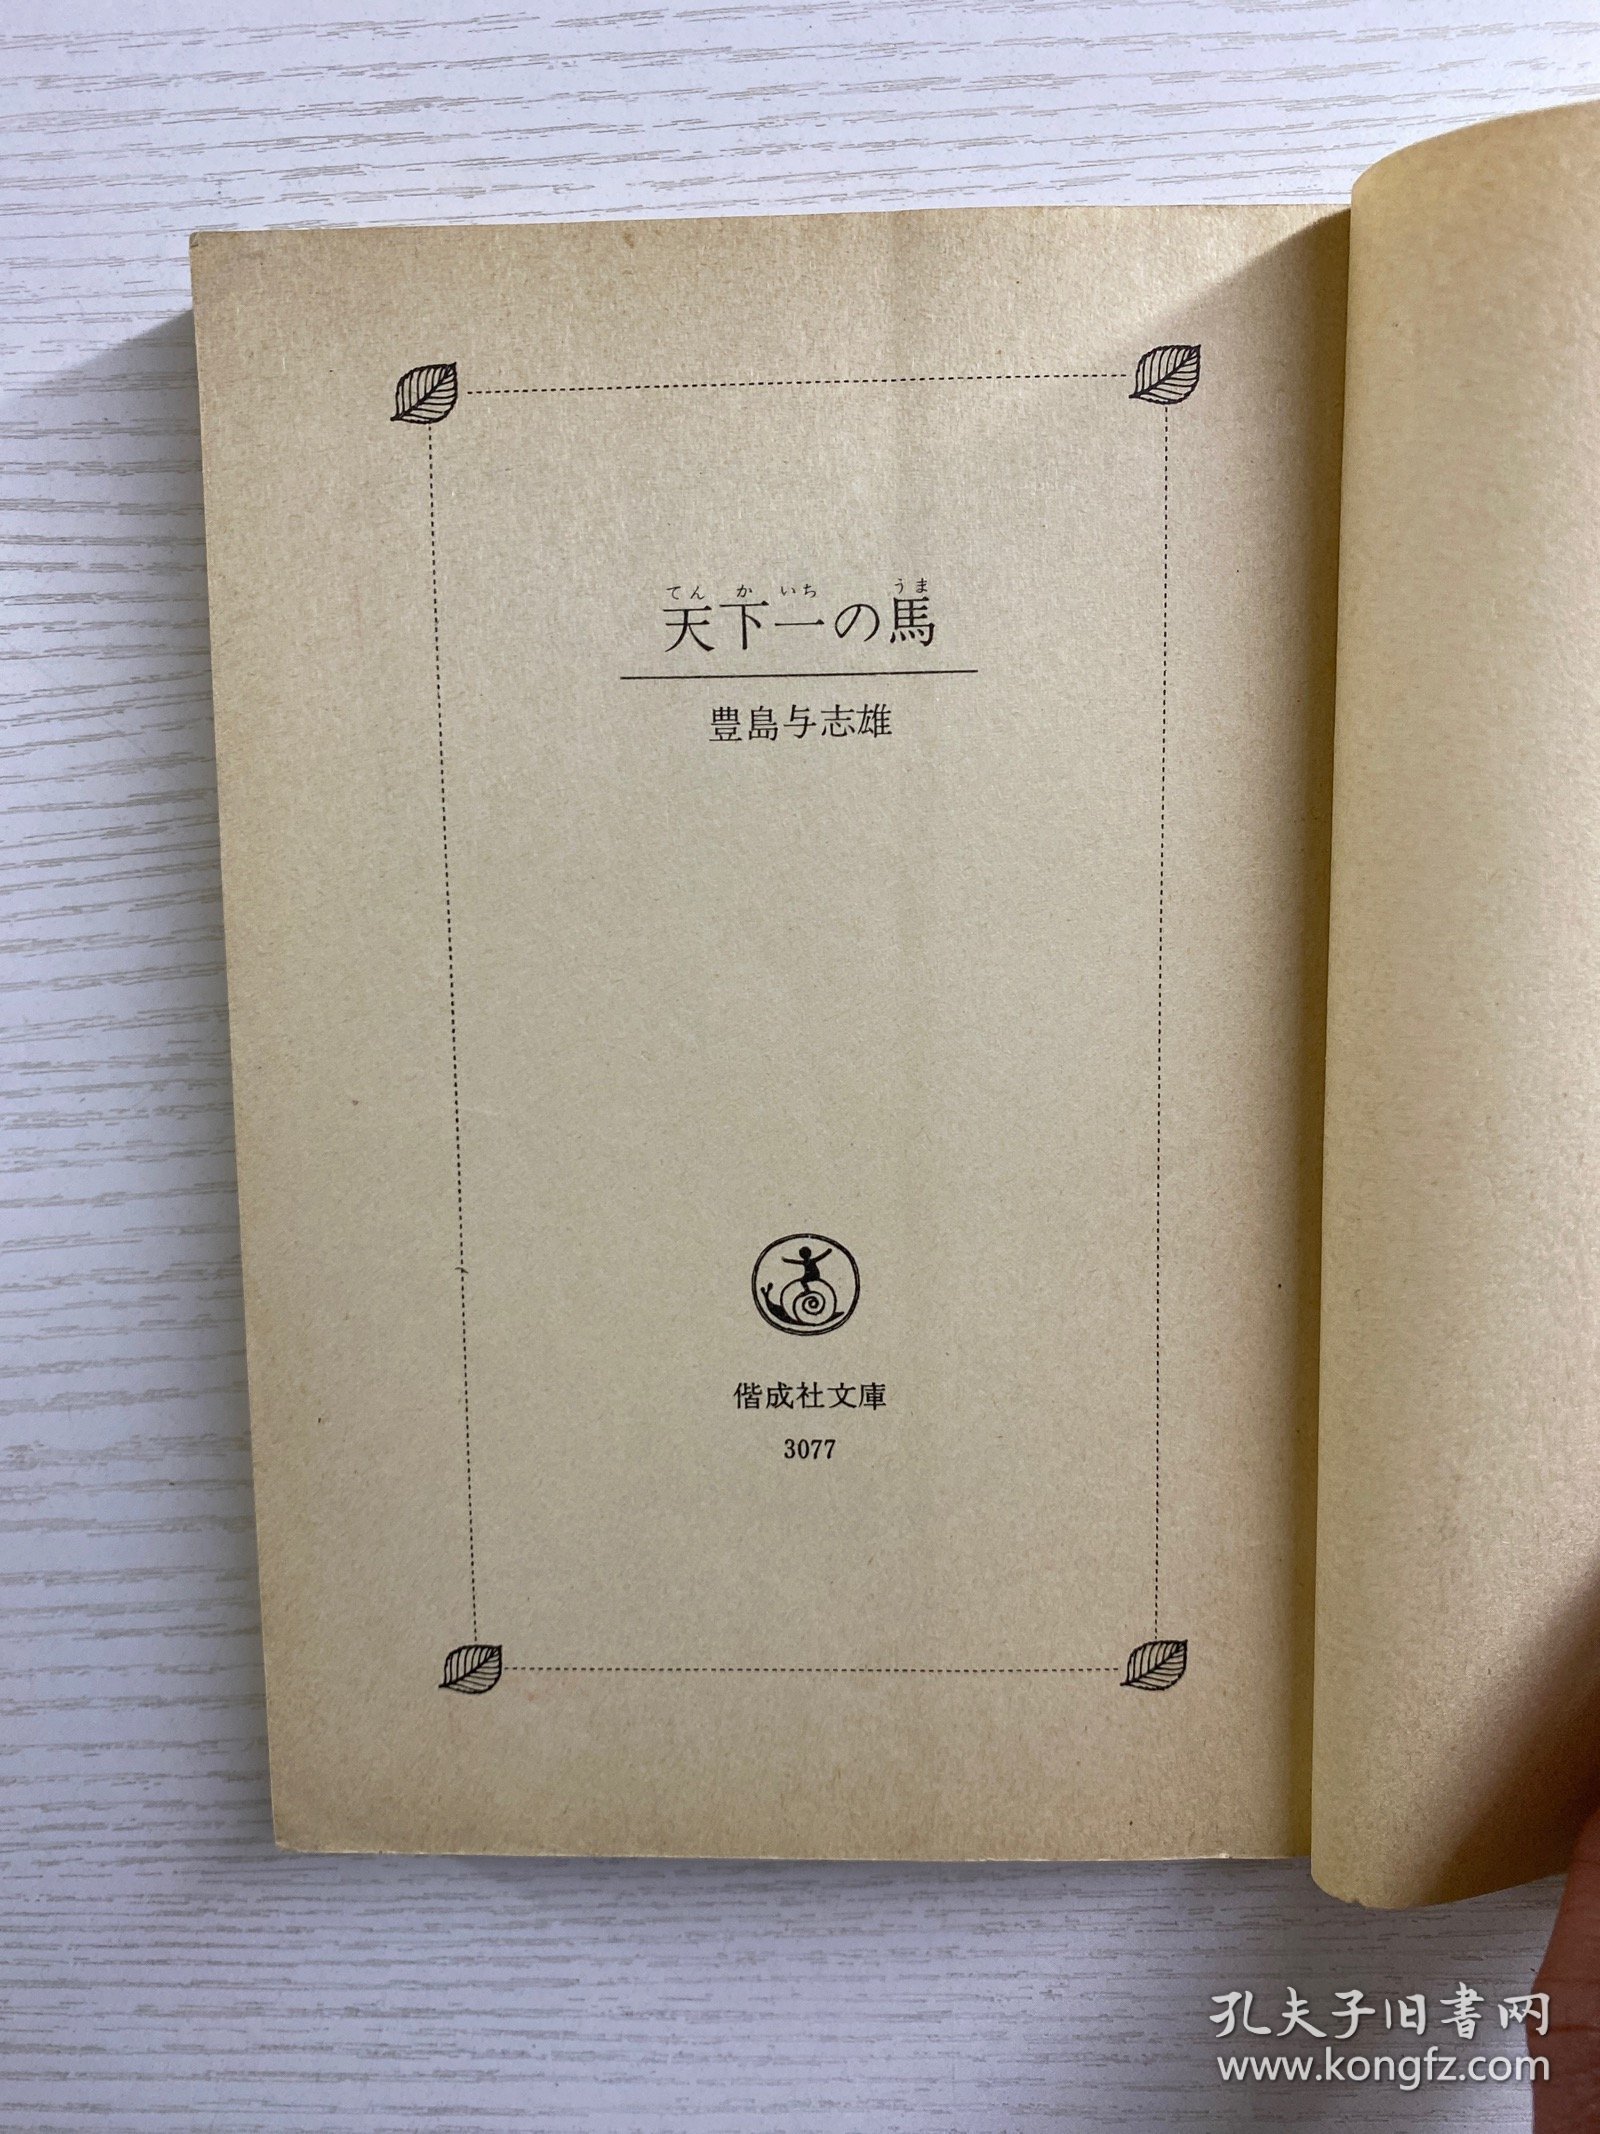 てんかいち うま
天下一の馬
豊島与志雄
偕成社文庫
3077
孔夫子旧書网
www.kongfz.com